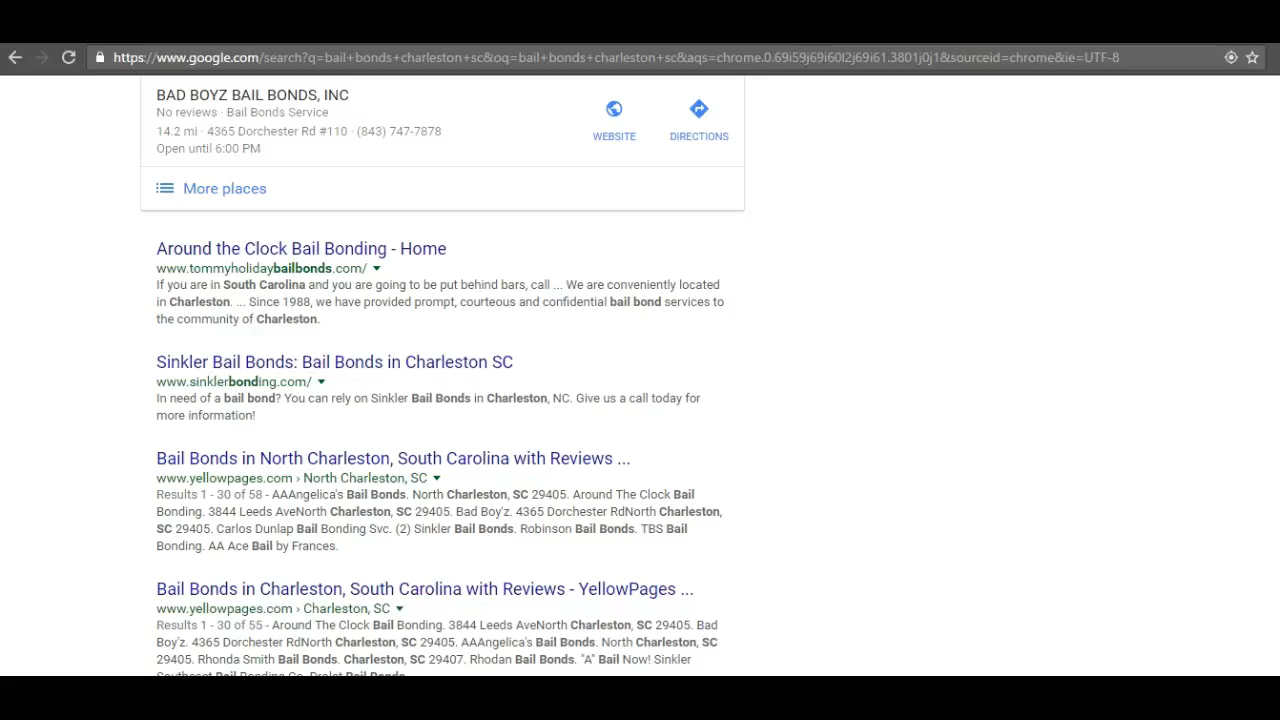 https://www.google.com/search?q=bail+bonds+charleston+sc&oq=bail+bonds+charleston+sc&aqs=chrome.0.69i59j69i60l2j69i61.3801j0j1&sourceid=chrome&ie=UTF-8
BAD BOYZ BAIL BONDS, INC
No reviews · Bail Bonds Service
14.2 mi · 4365 Dorchester Rd #110 · (843) 747-7878
Open until 6:00 PM
WEBSITE
DIRECTIONS
More places
Around the Clock Bail Bonding - Home
www.tommyholidaybailbonds.com/
If you are in South Carolina and you are going to be put behind bars, call ... We are conveniently located
in Charleston. ... Since 1988, we have provided prompt, courteous and confidential bail bond services to
the community of Charleston.
Sinkler Bail Bonds: Bail Bonds in Charleston SC
www.sinklerbonding.com/
In need of a bail bond? You can rely on Sinkler Bail Bonds in Charleston, NC. Give us a call today for
more information!
Bail Bonds in North Charleston, South Carolina with Reviews ...
www.yellowpages.com › North Charleston, SC
Results 1 - 30 of 58 - AAAngelica's Bail Bonds. North Charleston, SC 29405. Around The Clock Bail
Bonding. 3844 Leeds AveNorth Charleston, SC 29405. Bad Boy'z. 4365 Dorchester RdNorth Charleston,
SC 29405. Carlos Dunlap Bail Bonding Svc. (2) Sinkler Bail Bonds. Robinson Bail Bonds. TBS Bail
Bonding. AA Ace Bail by Frances.
Bail Bonds in Charleston, South Carolina with Reviews - YellowPages ...
www.yellowpages.com › Charleston, SC
Results 1 - 30 of 55 - Around The Clock Bail Bonding. 3844 Leeds AveNorth Charleston, SC 29405. Bad
Boy'z. 4365 Dorchester RdNorth Charleston, SC 29405. AAAngelica's Bail Bonds. North Charleston, SC
29405. Rhonda Smith Bail Bonds. Charleston, SC 29407. Rhodan Bail Bonds. "A" Bail Now! Sinkler
Southeast Bail Bonding Co. Prolet Bail Bonds.